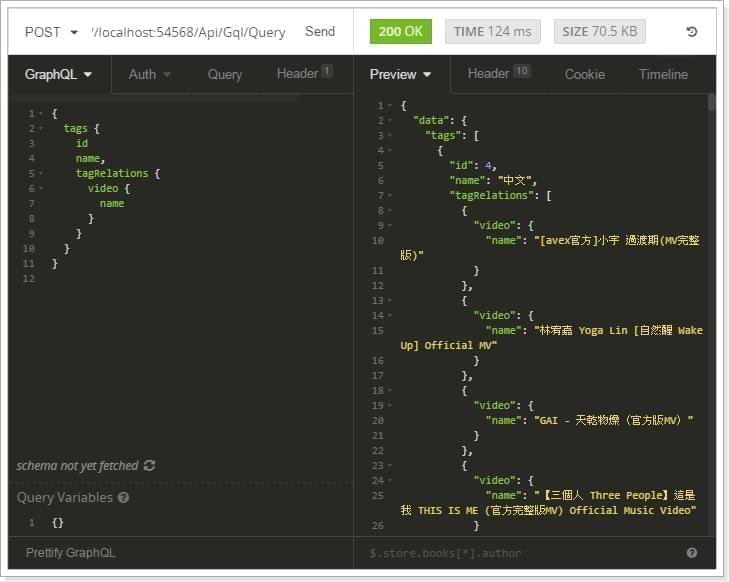 POST ▾ '/localhost:54568/Api/Gql/Query Send 200 OK TIME 124 ms SIZE 70.5 KB
GraphQL ▾ Auth ▾ Query Header 1
1 {
2 tags {
3 id
4 name,
5 tagRelations {
6 video {
7 name
8 }
9 }
10 }
11 }
12
schema not yet fetched
Query Variables
1 {}
Prettify GraphQL
Preview ▾ Header 10 Cookie Timeline
1 {
2 "data": {
3 "tags": [
4 {
5 "id": 4,
6 "name": "中文",
7 "tagRelations": [
8 {
9 "video": {
10 "name": "[avex官方]小宇 過渡期(MV完整
版)"
11 }
12 },
13 {
14 "video": {
15 "name": "林宥嘉 Yoga Lin [自然醒 Wake
Up] Official MV"
16 }
17 },
18 {
19 "video": {
20 "name": "GAI - 天乾物燥（官方版MV）"
21 }
22 },
23 {
24 "video": {
25 "name": "【三個人 Three People】這是
我 THIS IS ME (官方完整版MV) Official Music Video"
26 }
$.store.books[*].author